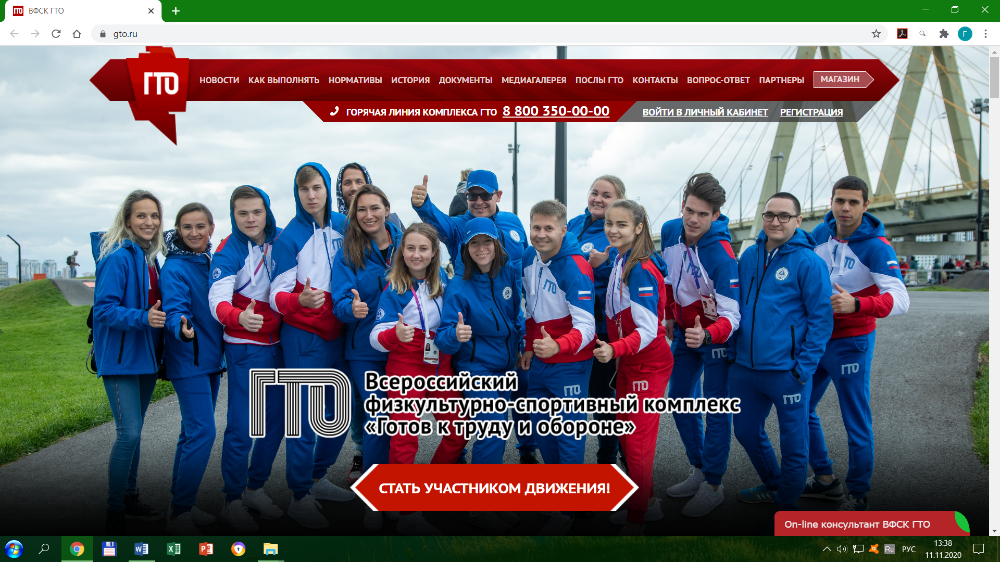 ВФСК ГТО
gto.ru
Г
ГТО
НОВОСТИ КАК ВЫПОЛНЯТЬ НОРМАТИВЫ ИСТОРИЯ ДОКУМЕНТЫ МЕДИАГАЛЕРЕЯ ПОСЛЫ ГТО КОНТАКТЫ ВОПРОС-ОТВЕТ ПАРТНЕРЫ МАГАЗИН
ГОРЯЧАЯ ЛИНИЯ КОМПЛЕКСА ГТО 8 800 350-00-00 ВОЙТИ В ЛИЧНЫЙ КАБИНЕТ РЕГИСТРАЦИЯ
ГТО
ГТО
ГТО
ГТО
ГТО
ГТО
ГТО
ГТО
ГТО
ГТО
ГТО
Всероссийский
физкультурно-спортивный комплекс
«Готов к труду и обороне»
СТАТЬ УЧАСТНИКОМ ДВИЖЕНИЯ!
On-line консультант ВФСК ГТО
Ru РУС 13:38
11.11.2020